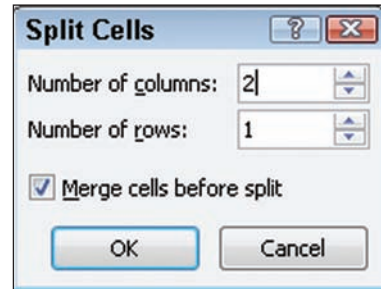 Split Cells
Number of columns: 2
Number of rows: 1
Merge cells before split
OK Cancel